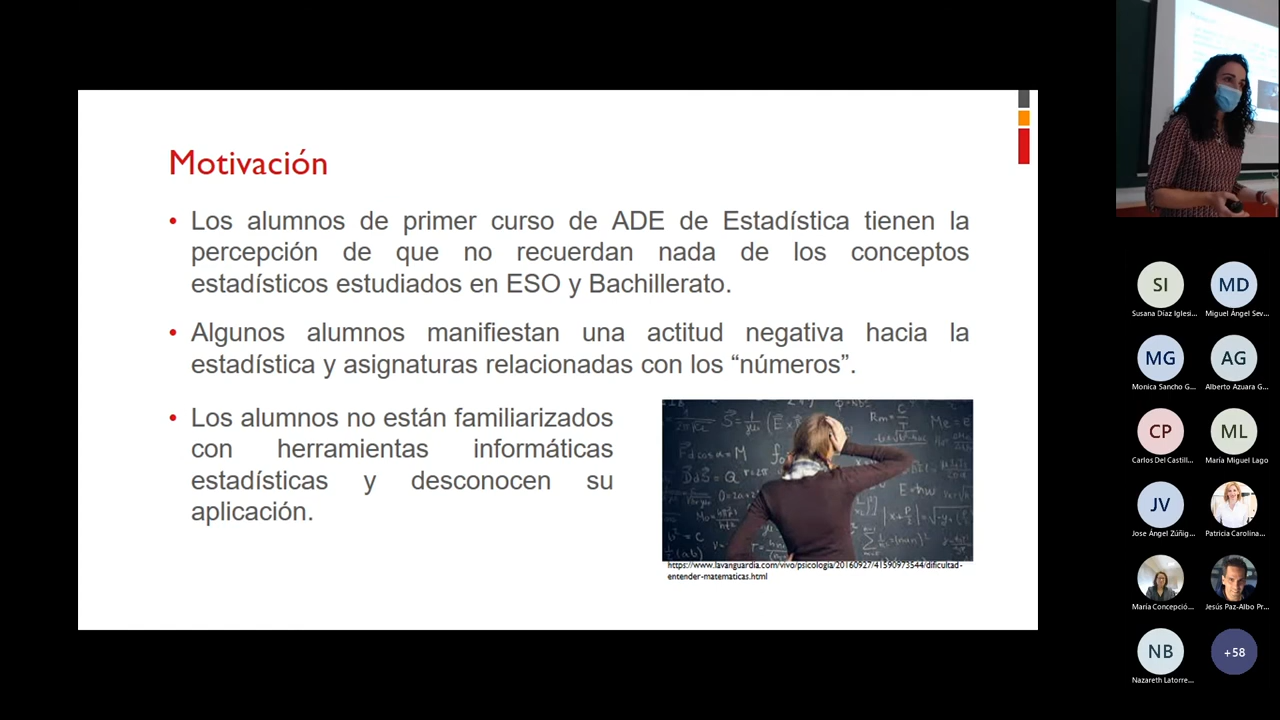 Motivación
• Los alumnos de primer curso de ADE de Estadística tienen la
percepción de que no recuerdan nada de los conceptos
estadísticos estudiados en ESO y Bachillerato.
• Algunos alumnos manifiestan una actitud negativa hacia la
estadística y asignaturas relacionadas con los “números”.
• Los alumnos no están familiarizados
con herramientas informáticas
estadísticas y desconocen su
aplicación.
https://www.lavanguardia.com/vivo/psicologia/20160927/41590973544/dificultad-
entender-matematicas.html
SI MD
Susana Díaz Iglesi... Miguel Ángel Sev...
MG AG
Monica Sancho G... Alberto Azuara G...
CP ML
Carlos Del Castill... María Miguel Lago
JV
Jose Ángel Zúñig... Patricia Carolina...
María Concepció... Jesús Paz-Albo Pr...
NB +58
Nazareth Latorre...